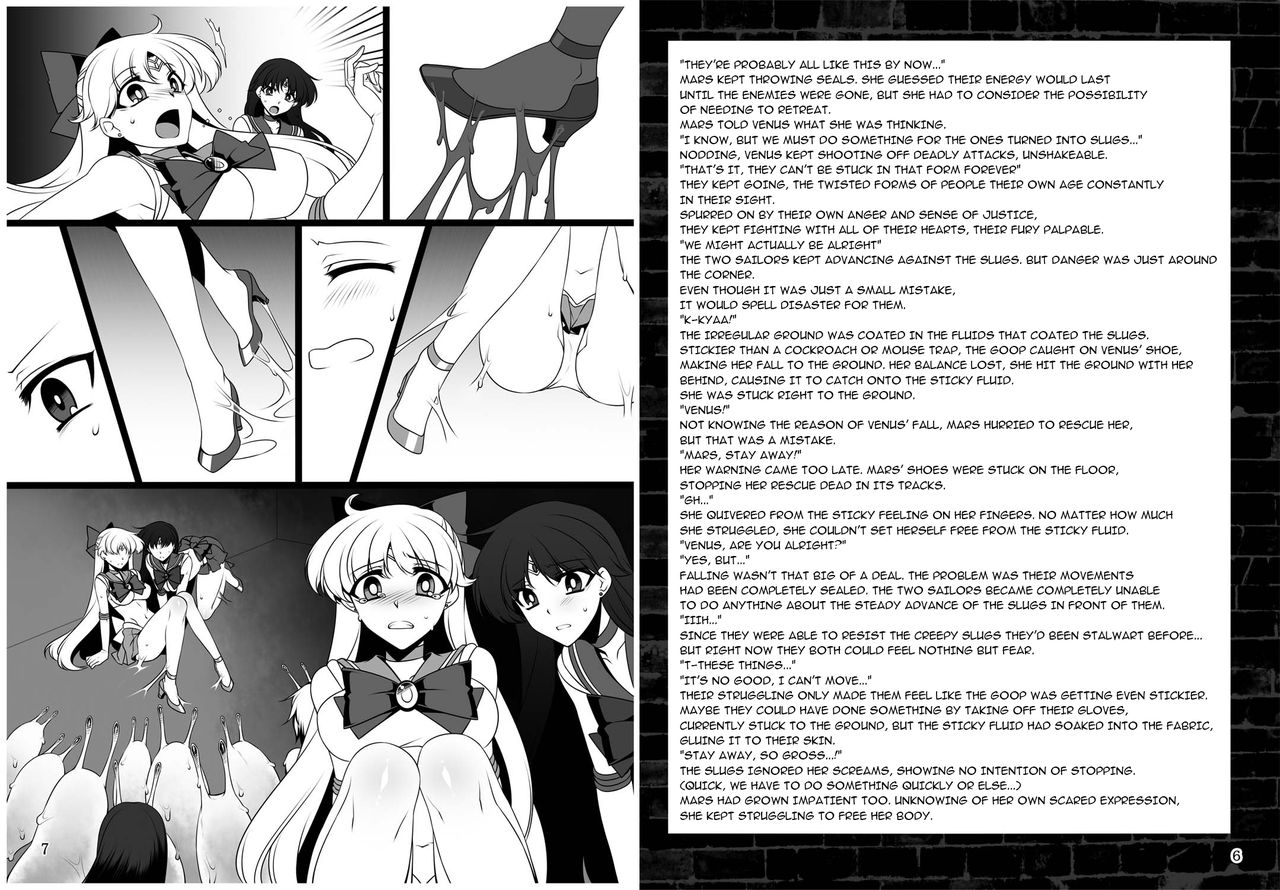 "THEY'RE PROBABLY ALL LIKE THIS BY NOW..."
MARS KEPT THROWING SEALS. SHE GUESSED THEIR ENERGY WOULD LAST
UNTIL THE ENEMIES WERE GONE, BUT SHE HAD TO CONSIDER THE POSSIBILITY
OF NEEDING TO RETREAT.
MARS TOLD VENUS WHAT SHE WAS THINKING.
"I KNOW, BUT WE MUST DO SOMETHING FOR THE ONES TURNED INTO SLUGS..."
NODDING, VENUS KEPT SHOOTING OFF DEADLY ATTACKS, UNSHAKEABLE.
"THAT'S IT, THEY CAN'T BE STUCK IN THAT FORM FOREVER"
THEY KEPT GOING, THE TWISTED FORMS OF PEOPLE THEIR OWN AGE CONSTANTLY
IN THEIR SIGHT.
SPURRED ON BY THEIR OWN ANGER AND SENSE OF JUSTICE,
THEY KEPT FIGHTING WITH ALL OF THEIR HEARTS, THEIR FURY PALPABLE.
"WE MIGHT ACTUALLY BE ALRIGHT"
THE TWO SAILORS KEPT ADVANCING AGAINST THE SLUGS. BUT DANGER WAS JUST AROUND
THE CORNER.
EVEN THOUGH IT WAS JUST A SMALL MISTAKE,
IT WOULD SPELL DISASTER FOR THEM.
"K-KYAA!"
THE IRREGULAR GROUND WAS COATED IN THE FLUIDS THAT COATED THE SLUGS.
STICKIER THAN A COCKROACH OR MOUSE TRAP, THE GOOP CAUGHT ON VENUS' SHOE,
MAKING HER FALL TO THE GROUND. HER BALANCE LOST, SHE HIT THE GROUND WITH HER
BEHIND, CAUSING IT TO CATCH ONTO THE STICKY FLUID.
SHE WAS STUCK RIGHT TO THE GROUND.
"VENUS!"
NOT KNOWING THE REASON OF VENUS' FALL, MARS HURRIED TO RESCUE HER,
BUT THAT WAS A MISTAKE.
"MARS, STAY AWAY!"
HER WARNING CAME TOO LATE. MARS' SHOES WERE STUCK ON THE FLOOR,
STOPPING HER RESCUE DEAD IN ITS TRACKS.
"GH..."
SHE QUIVERED FROM THE STICKY FEELING ON HER FINGERS. NO MATTER HOW MUCH
SHE STRUGGLED, SHE COULDN'T SET HERSELF FREE FROM THE STICKY FLUID.
"VENUS, ARE YOU ALRIGHT?"
"YES, BUT..."
FALLING WASN'T THAT BIG OF A DEAL. THE PROBLEM WAS THEIR MOVEMENTS
HAD BEEN COMPLETELY SEALED. THE TWO SAILORS BECAME COMPLETELY UNABLE
TO DO ANYTHING ABOUT THE STEADY ADVANCE OF THE SLUGS IN FRONT OF THEM.
"IIIH..."
SINCE THEY WERE ABLE TO RESIST THE CREEPY SLUGS THEY'D BEEN STALWART BEFORE...
BUT RIGHT NOW THEY BOTH COULD FEEL NOTHING BUT FEAR.
"T-THESE THINGS..."
"IT'S NO GOOD, I CAN'T MOVE..."
THEIR STRUGGLING ONLY MADE THEM FEEL LIKE THE GOOP WAS GETTING EVEN STICKIER.
MAYBE THEY COULD HAVE DONE SOMETHING BY TAKING OFF THEIR GLOVES,
CURRENTLY STUCK TO THE GROUND, BUT THE STICKY FLUID HAD SOAKED INTO THE FABRIC,
GLUING IT TO THEIR SKIN.
"STAY AWAY, SO GROSS...!"
THE SLUGS IGNORED HER SCREAMS, SHOWING NO INTENTION OF STOPPING.
(QUICK, WE HAVE TO DO SOMETHING QUICKLY OR ELSE...)
MARS HAD GROWN IMPATIENT TOO. UNKNOWING OF HER OWN SCARED EXPRESSION,
SHE KEPT STRUGGLING TO FREE HER BODY.
6
7